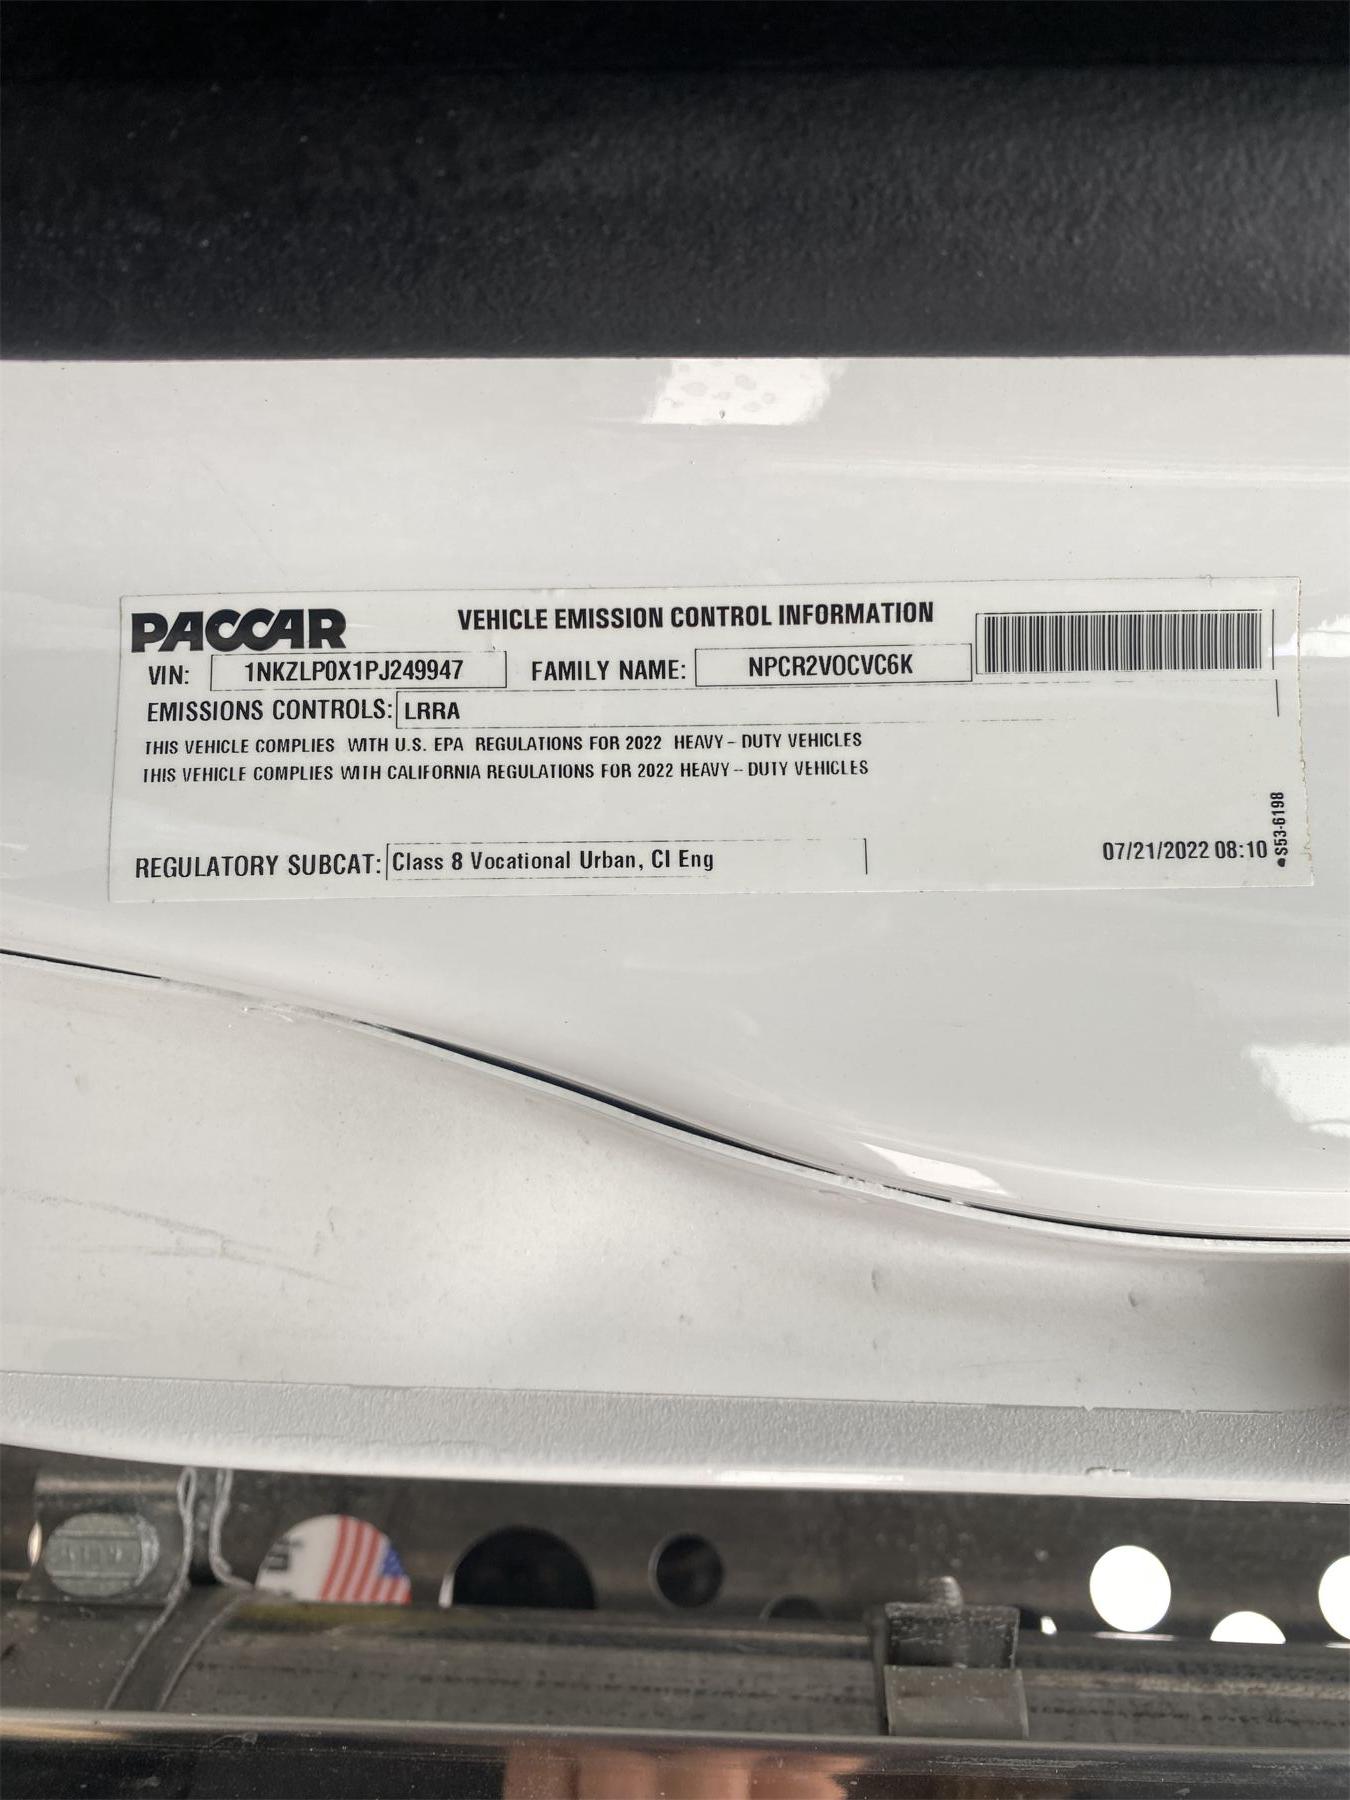 PACCAR VEHICLE EMISSION CONTROL INFORMATION
VIN: 1NKZLP0X1PJ249947 FAMILY NAME: NPCR2VOCVC6K
EMISSIONS CONTROLS: LRRA
THIS VEHICLE COMPLIES WITH U.S. EPA REGULATIONS FOR 2022 HEAVY - DUTY VEHICLES
THIS VEHICLE COMPLIES WITH CALIFORNIA REGULATIONS FOR 2022 HEAVY -- DUTY VEHICLES
REGULATORY SUBCAT: Class 8 Vocational Urban, CI Eng
07/21/2022 08:10
S53-6198